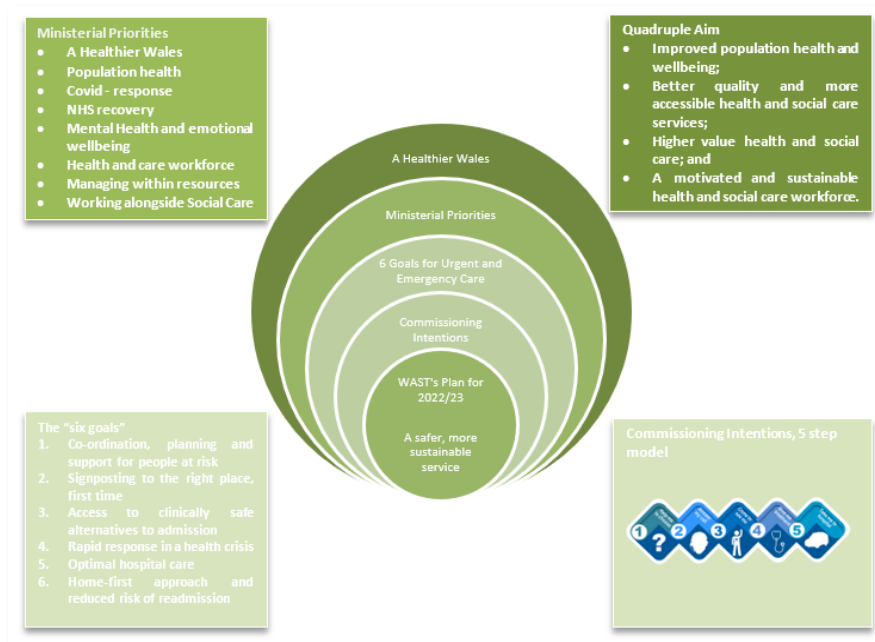 Ministerial Priorities
• A Healthier Wales
• Population health
• Covid - response
• NHS recovery
• Mental Health and emotional
wellbeing
• Health and care workforce
• Managing within resources
• Working alongside Social Care
Quadruple Aim
• Improved population health and
wellbeing;
• Better quality and more
accessible health and social care
services;
• Higher value health and social
care; and
• A motivated and sustainable
health and social care workforce.
A Healthier Wales
Ministerial Priorities
6 Goals for Urgent and
Emergency Care
Commissioning
Intentions
WAST's Plan for
2022/23
A safer, more
sustainable
service
The "six goals"
1. Co-ordination, planning and
support for people at risk
2. Signposting to the right place,
first time
3. Access to clinically safe
alternatives to admission
4. Rapid response in a health crisis
5. Optimal hospital care
6. Home-first approach and
reduced risk of readmission
Commissioning Intentions, 5 step
model
1 ? 2 3 4 5